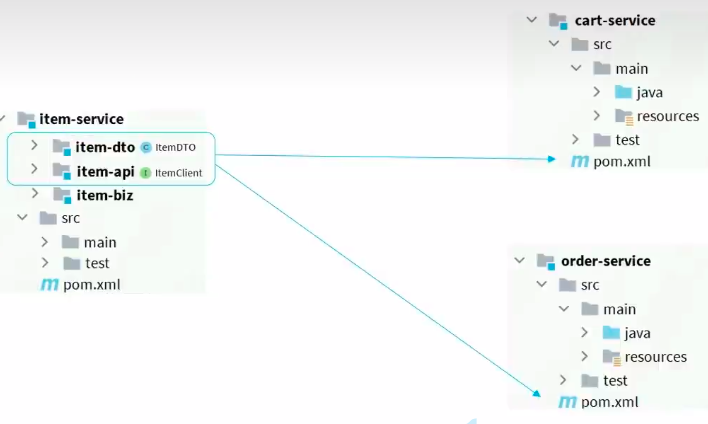 item-service
item-dto C ItemDTO
item-api I ItemClient
item-biz
src
main
test
m pom.xml
cart-service
src
main
java
resources
test
m pom.xml
order-service
src
main
java
resources
test
m pom.xml